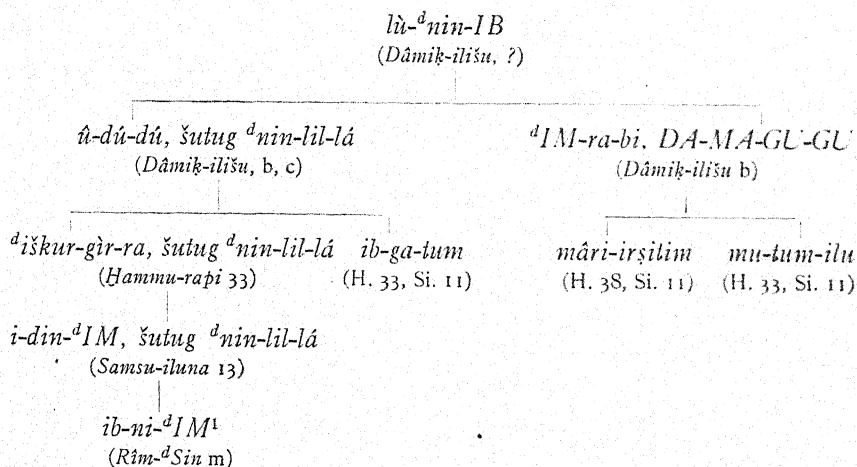 lù-ᵈnin-IB
(Dâmiḳ-ilišu, ?)
û-dú-dú, šutug ᵈnin-lil-lá ᵈIM-ra-bi, DA-MA-GU-GU
(Dâmiḳ-ilišu, b, c) (Dâmiḳ-ilišu b)
ᵈiškur-gìr-ra, šutug ᵈnin-lil-lá ib-ga-tum mâri-irṣitim mu-tum-ilu
(Ḫammu-rapi 33) (H. 33, Si. 11) (H. 38, Si. 11) (H. 33, Si. 11)
i-din-ᵈIM, šutug ᵈnin-lil-lá
(Samsu-iluna 13)
ib-ni-ᵈIM¹
(Rîm-ᵈSin m)